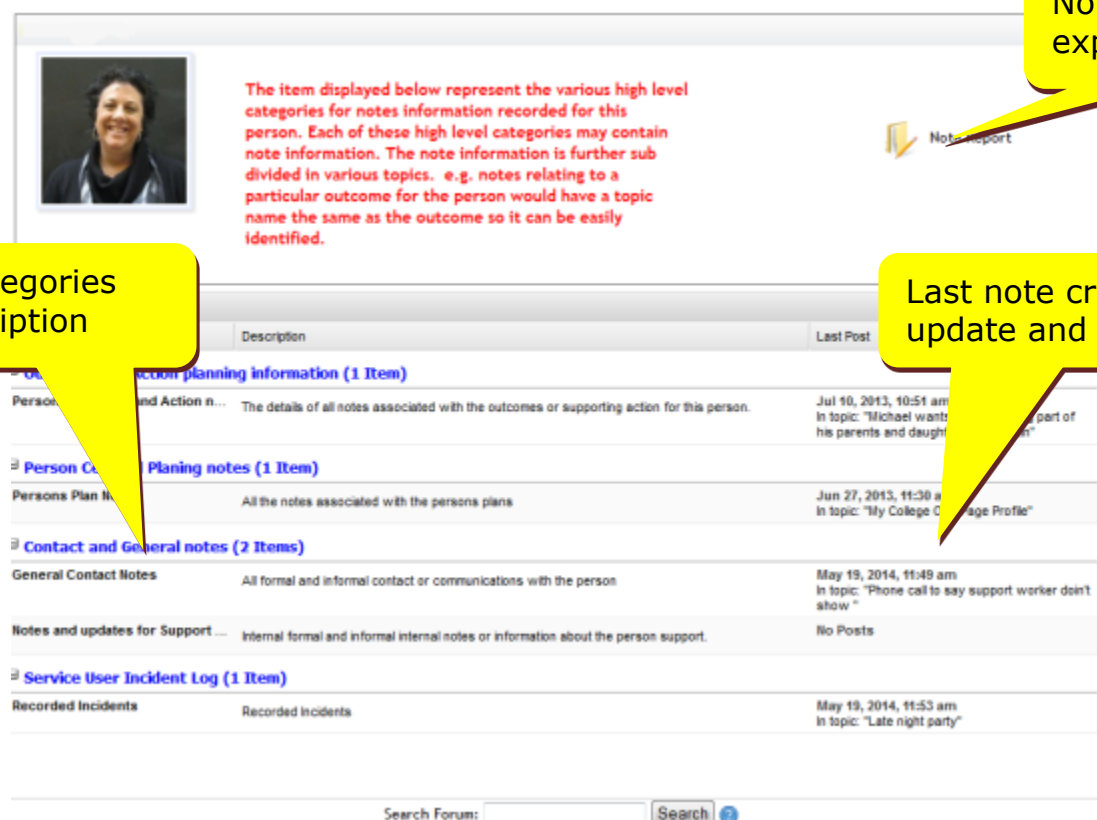 The item displayed below represent the various high level
categories for notes information recorded for this
person. Each of these high level categories may contain
note information. The note information is further sub
divided in various topics. e.g. notes relating to a
particular outcome for the person would have a topic
name the same as the outcome so it can be easily
identified.
Note Report
Last note
update and
Description
Last Post
planning information (1 Item)
and Action n...
The details of all notes associated with the outcomes or supporting action for this person.
Jul 10, 2013, 10:51 am
In topic: "Michael wants part of
his parents and
Person Planing notes (1 Item)
Persons Plan
All the notes associated with the persons plans
Jun 27, 2013, 11:30
In topic: "My College Profile"
Contact and General notes (2 Items)
General Contact Notes
All formal and informal contact or communications with the person
May 19, 2014, 11:49 am
In topic: "Phone call to say support worker doin't
show "
Notes and updates for Support ...
Internal formal and informal internal notes or information about the person support.
No Posts
Service User Incident Log (1 Item)
Recorded Incidents
Recorded Incidents
May 19, 2014, 11:53 am
In topic: "Late night party"
Search Forum:
Search